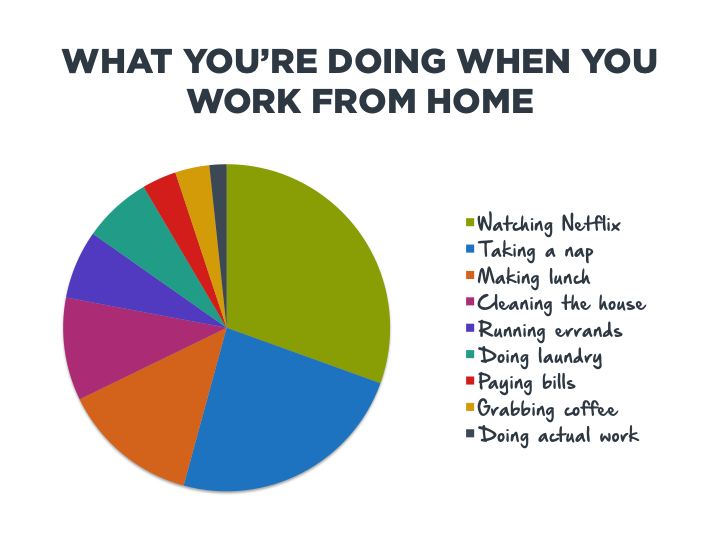 WHAT YOU’RE DOING WHEN YOU
WORK FROM HOME
Watching Netflix
Taking a nap
Making lunch
Cleaning the house
Running errands
Doing laundry
Paying bills
Grabbing coffee
Doing actual work